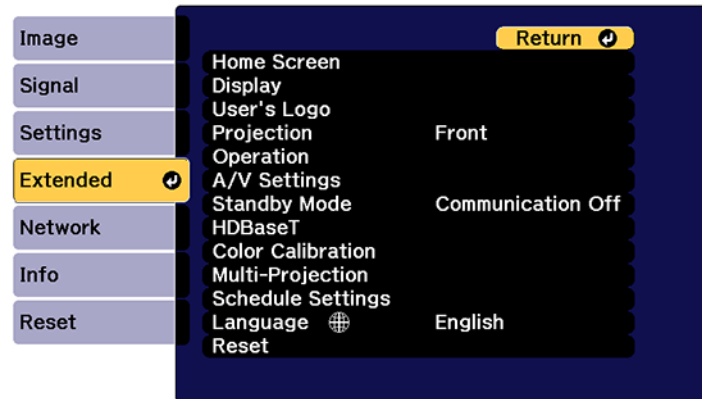 Image
Signal
Settings
Extended
Network
Info
Reset
Return
Home Screen
Display
User's Logo
Projection Front
Operation
A/V Settings
Standby Mode Communication Off
HDBaseT
Color Calibration
Multi-Projection
Schedule Settings
Language English
Reset